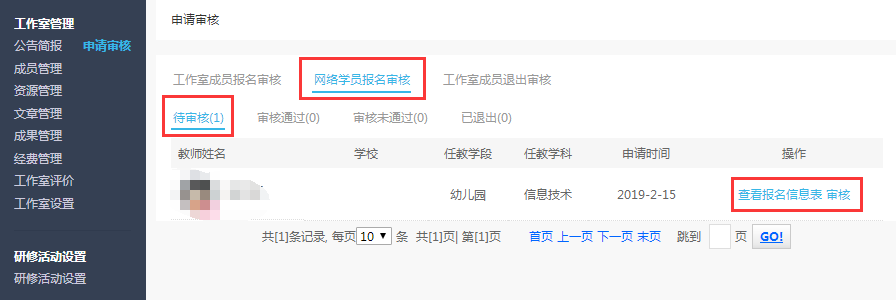 工作室管理
公告简报 申请审核
成员管理
资源管理
文章管理
成果管理
经费管理
工作室评价
工作室设置
研修活动设置
研修活动设置
申请审核
工作室成员报名审核 网络学员报名审核 工作室成员退出审核
待审核(1) 审核通过(0) 审核未通过(0) 已退出(0)
教师姓名 学校 任教学段 任教学科 申请时间 操作
幼儿园 信息技术 2019-2-15 查看报名信息表 审核
共[1]条记录, 每页 10 条 共[1]页| 第[1]页 首页 上一页 下一页 末页 跳到 页 GO!